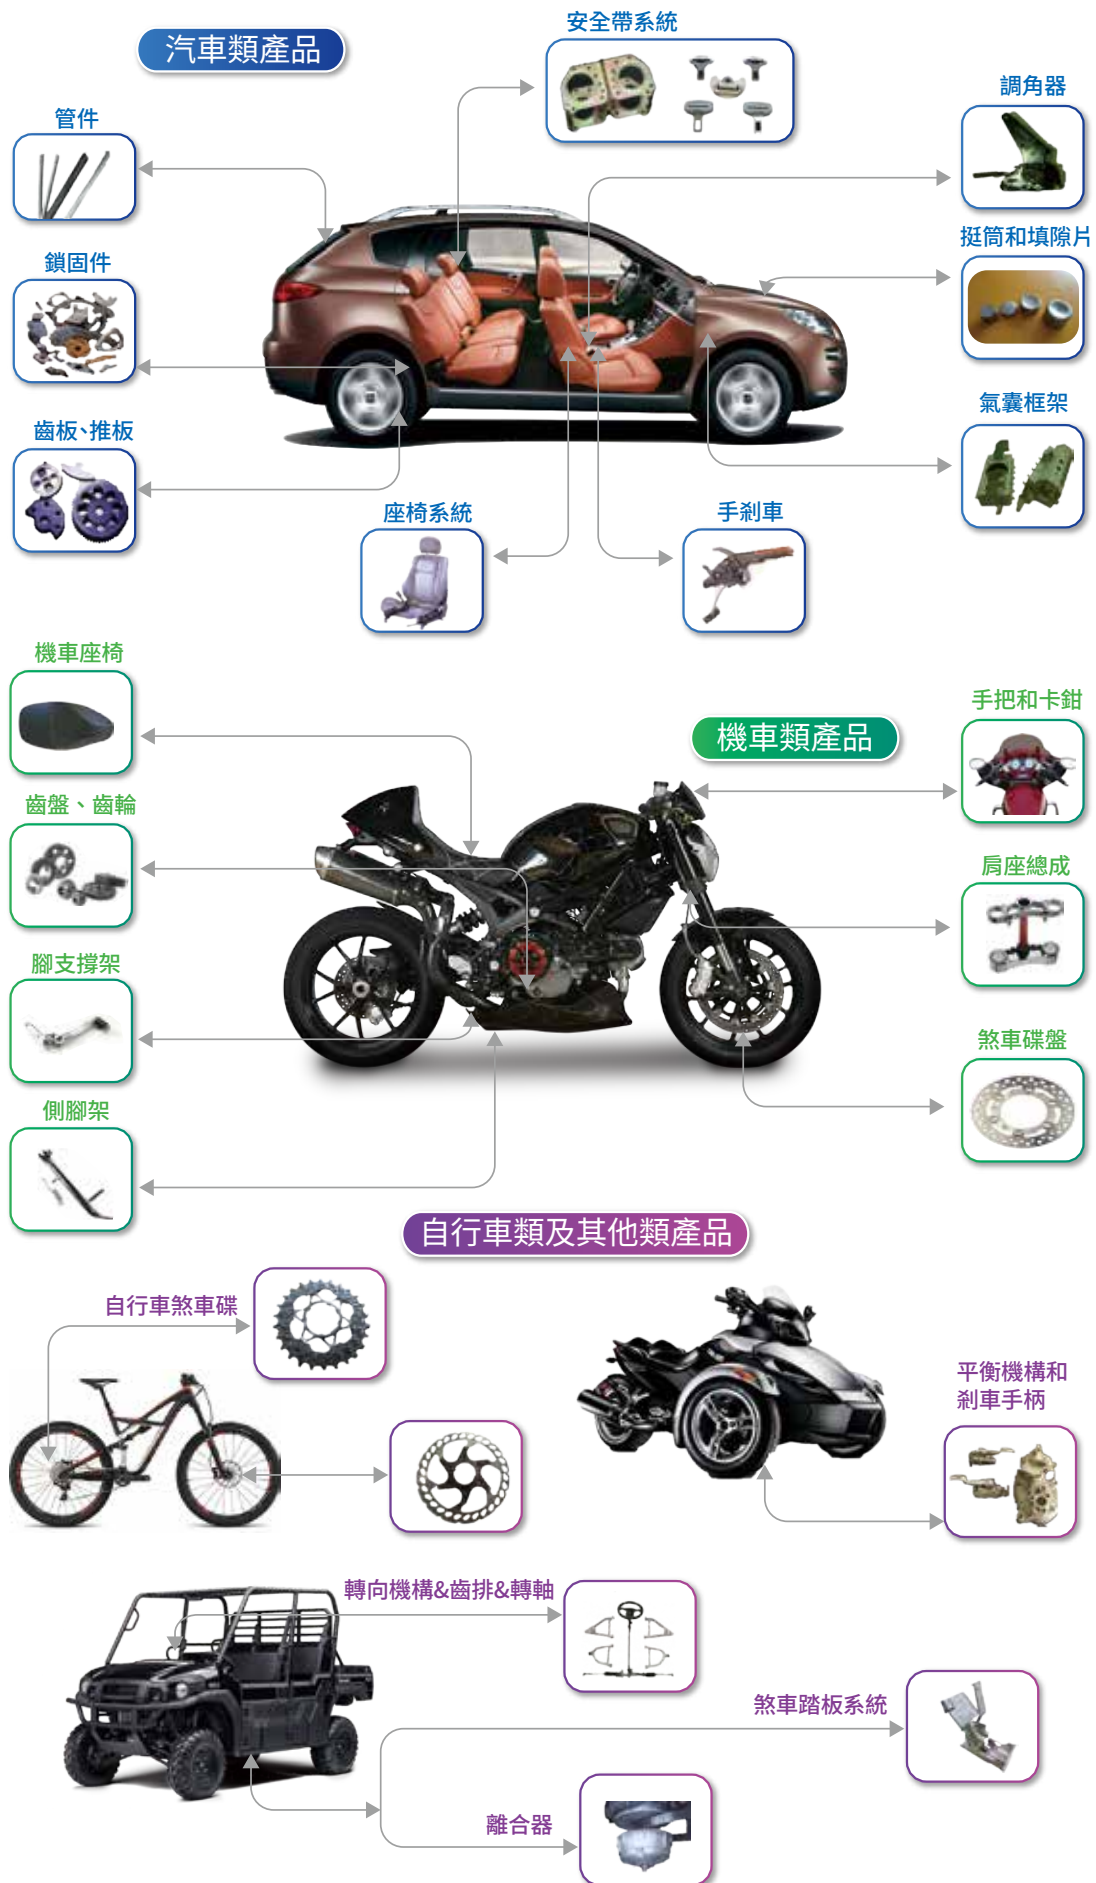 汽車類產品
安全帶系統
調角器
管件
挺筒和填隙片
鎖固件
氣囊框架
齒板、推板
座椅系統
手剎車
機車座椅
手把和卡鉗
機車類產品
齒盤、齒輪
肩座總成
腳支撐架
煞車碟盤
側腳架
自行車類及其他類產品
自行車煞車碟
平衡機構和
剎車手柄
轉向機構&齒排&轉軸
煞車踏板系統
離合器